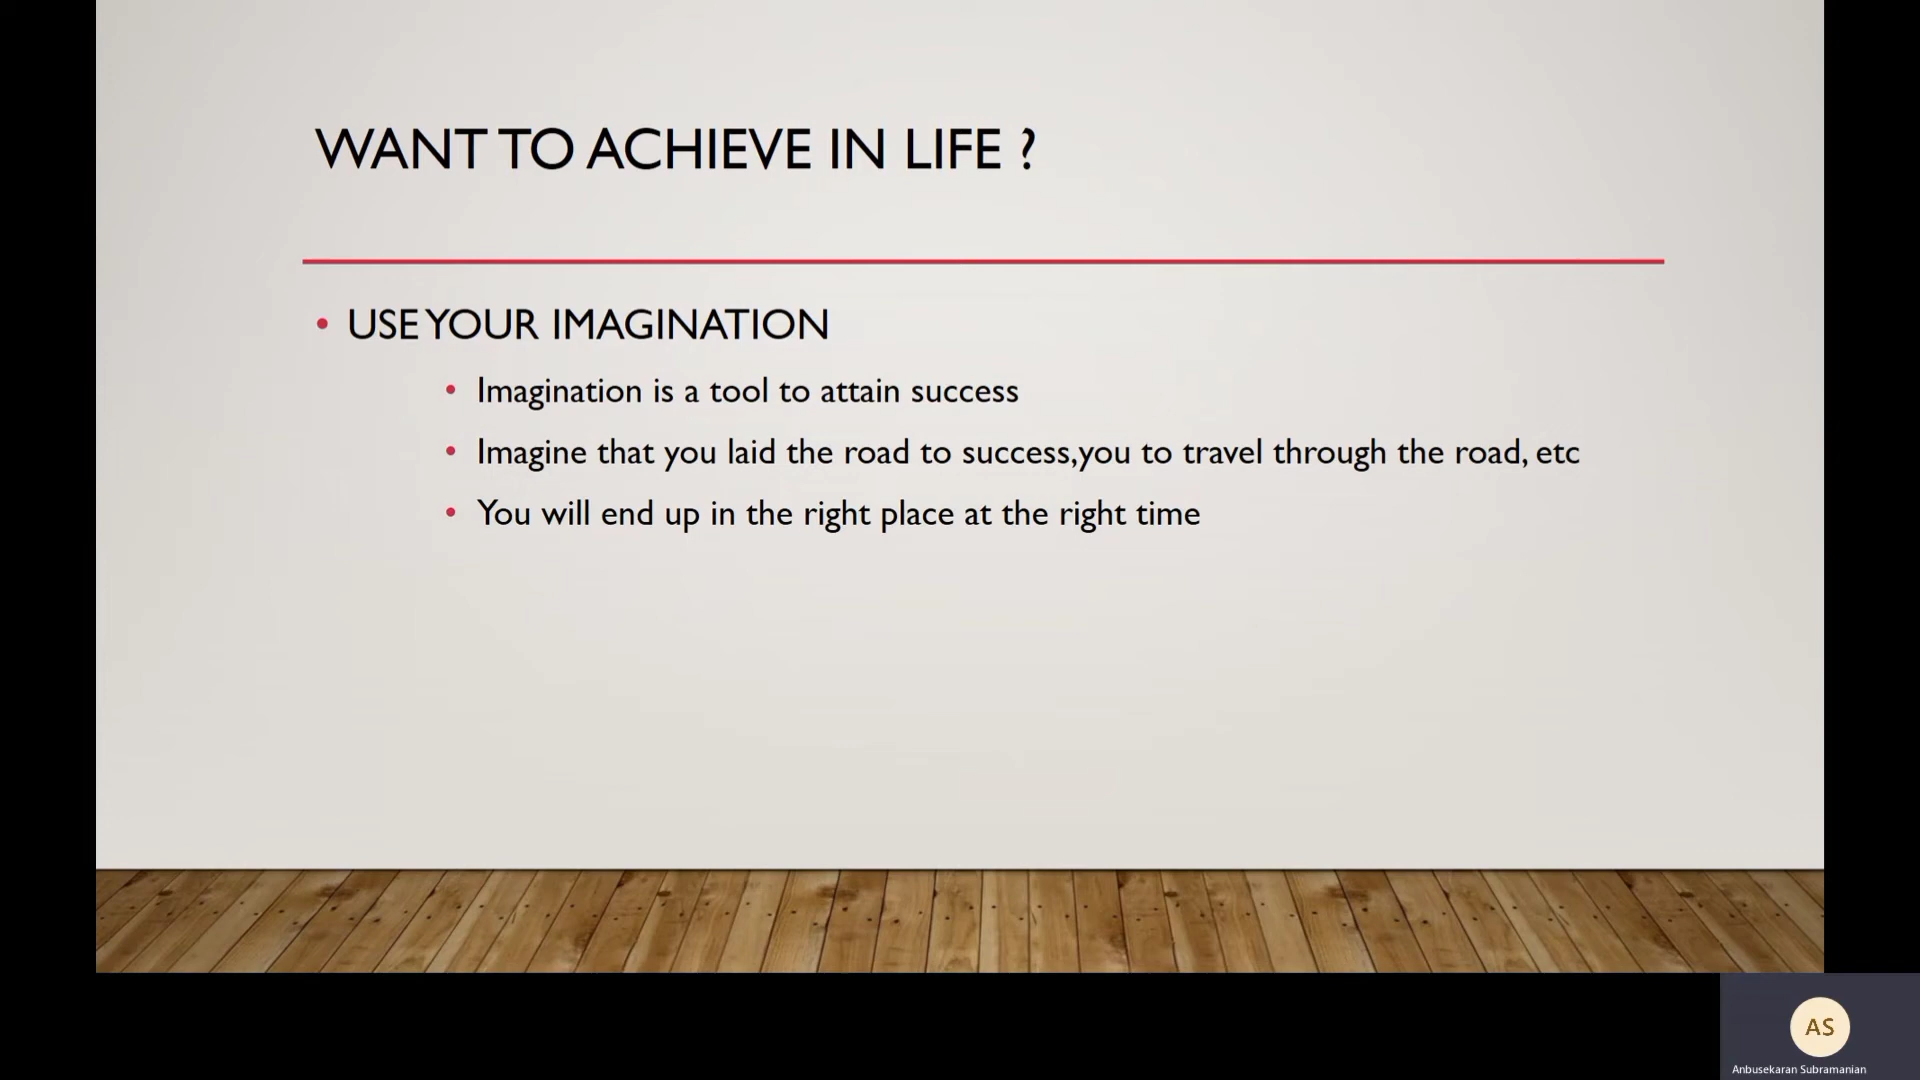 WANT TO ACHIEVE IN LIFE ?
• USE YOUR IMAGINATION
• Imagination is a tool to attain success
• Imagine that you laid the road to success,you to travel through the road, etc
• You will end up in the right place at the right time
AS
Anbusekaran Subramanian